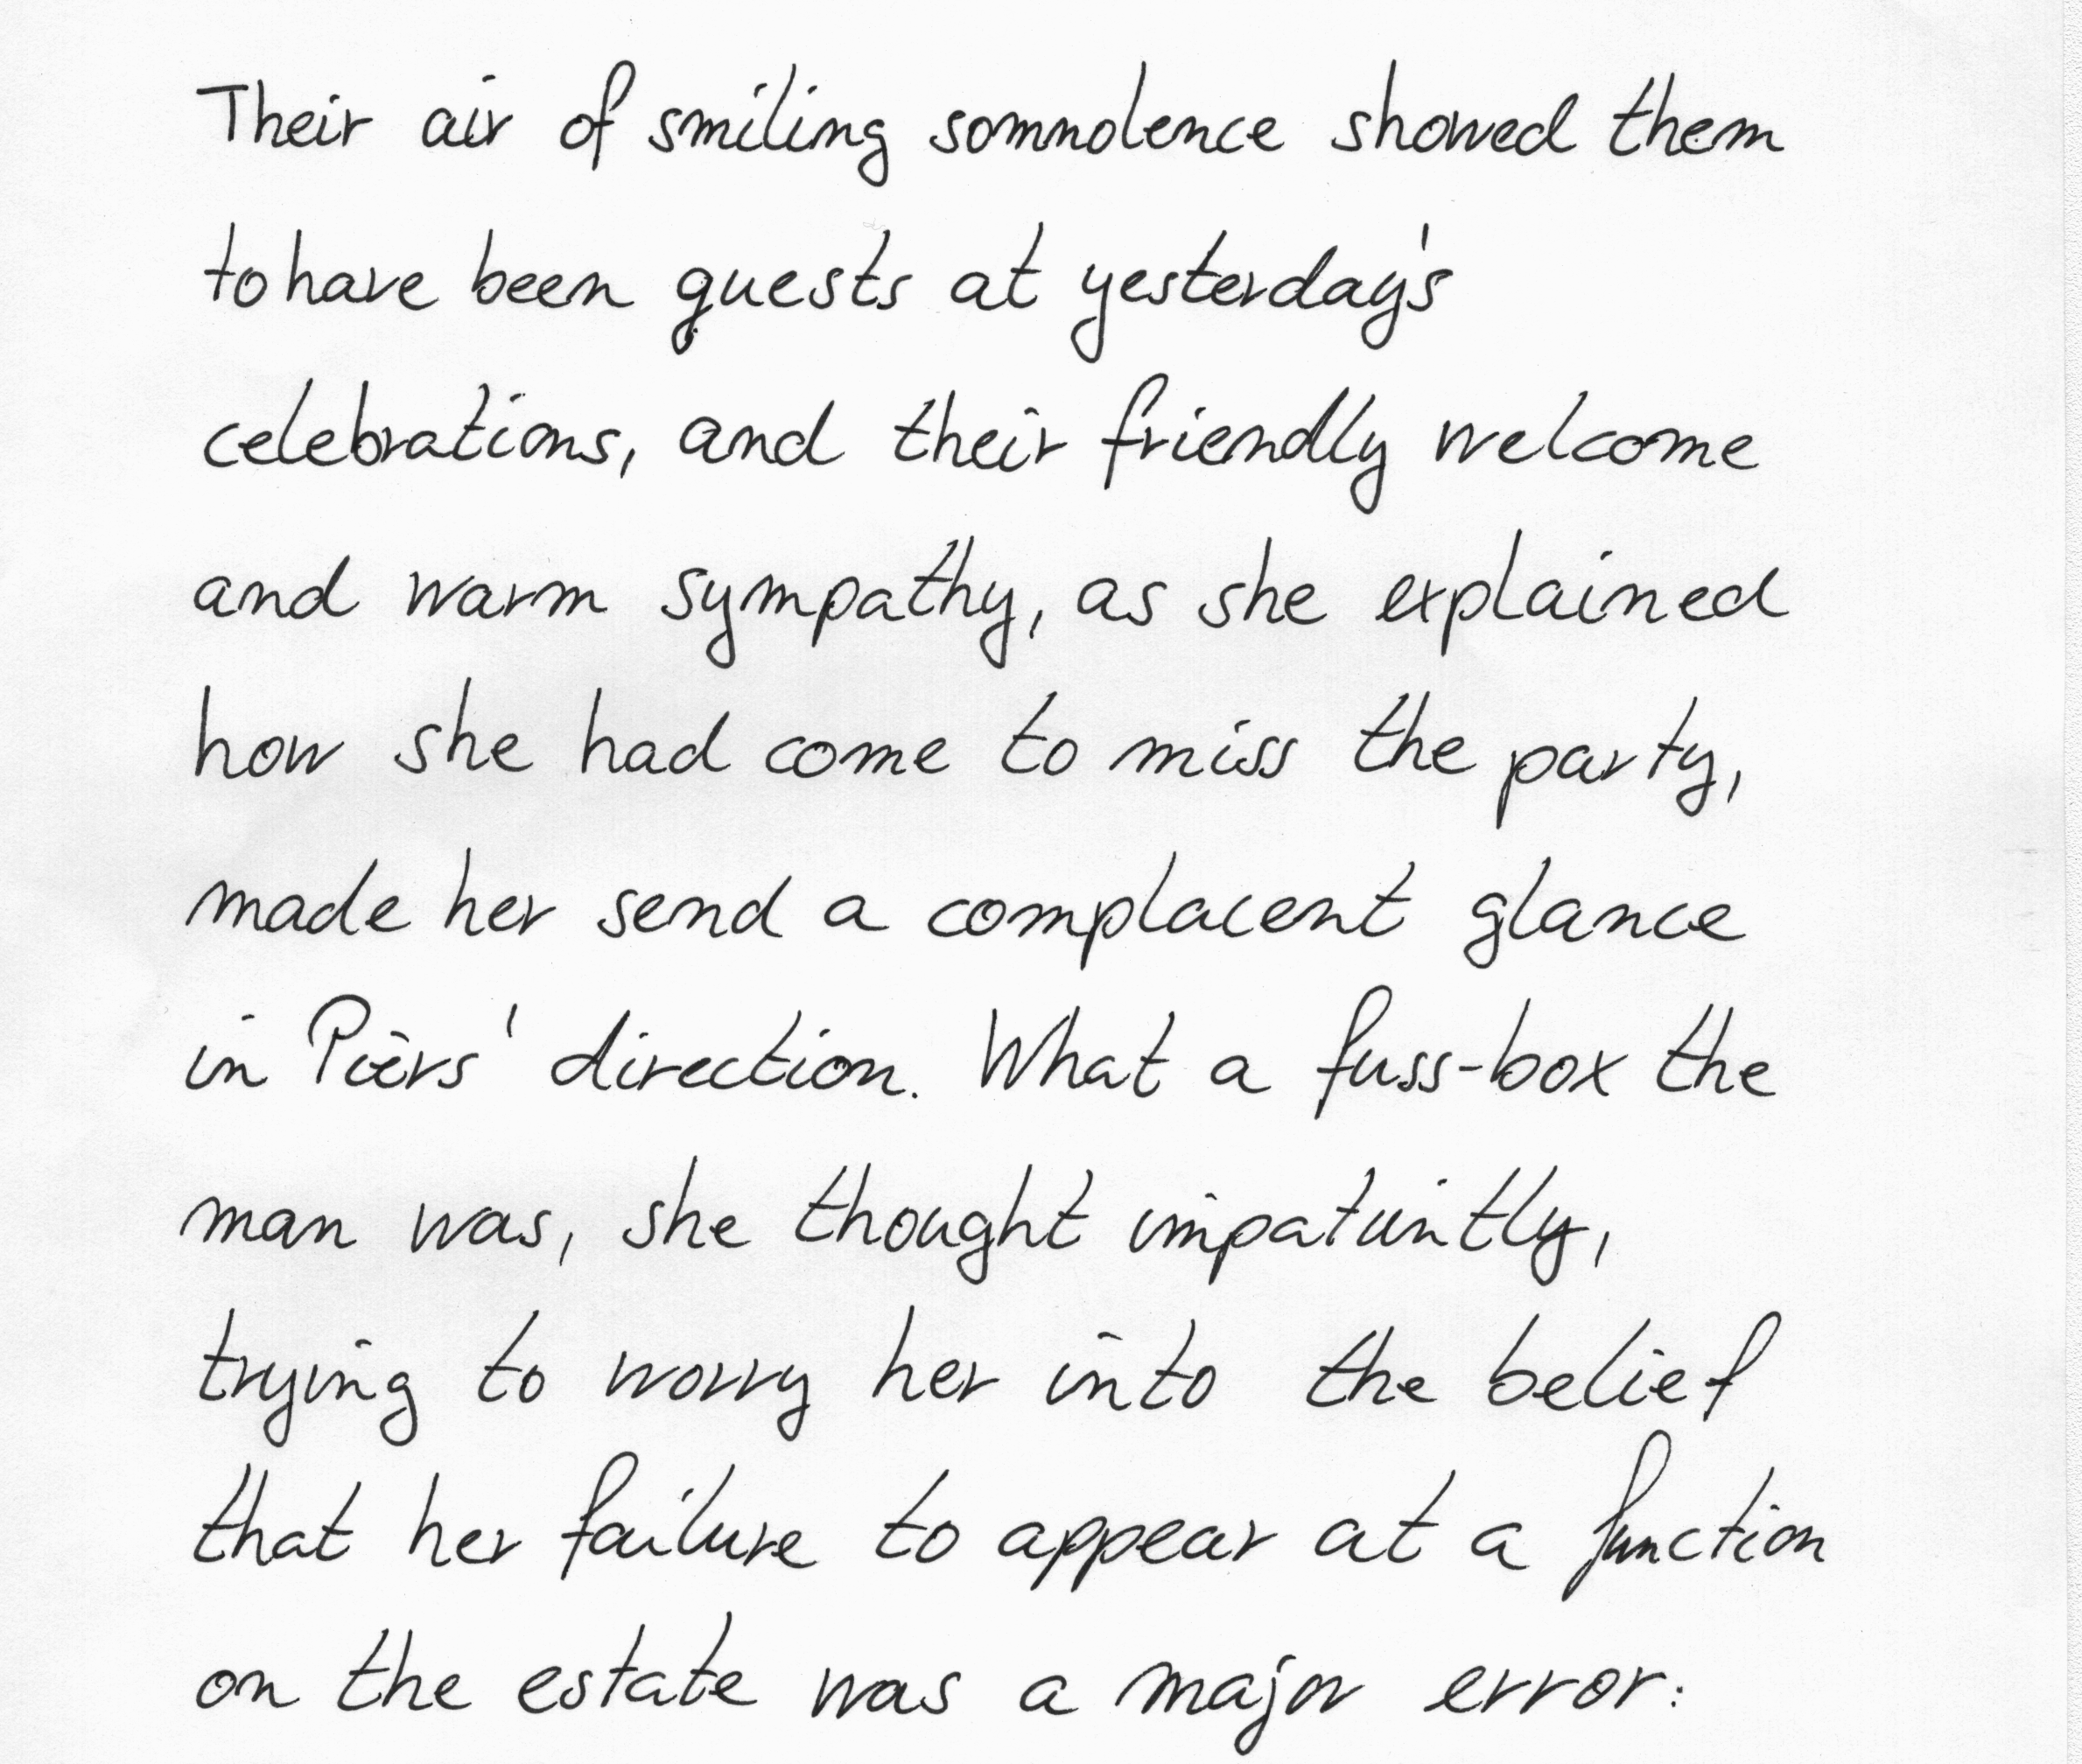 Their air of smiling somnolence showed them
to have been guests at yesterday's
celebrations, and their friendly welcome
and warm sympathy, as she explained
how she had come to miss the party,
made her send a complacent glance
in Piers' direction. What a fuss-box the
man was, she thought impatiently,
trying to worry her into the belief
that her failure to appear at a function
on the estate was a major error.